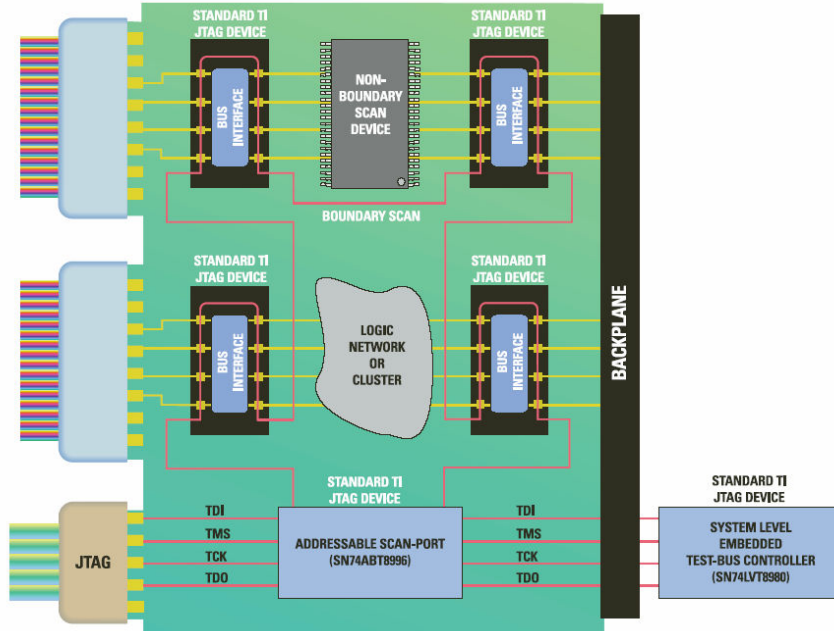 STANDARD TI
JTAG DEVICE
STANDARD TI
JTAG DEVICE
BUS
INTERFACE
NON-
BOUNDARY
SCAN
DEVICE
BUS
INTERFACE
BOUNDARY SCAN
STANDARD TI
JTAG DEVICE
STANDARD TI
JTAG DEVICE
BUS
INTERFACE
LOGIC
NETWORK
OR
CLUSTER
BUS
INTERFACE
BACKPLANE
STANDARD TI
JTAG DEVICE
STANDARD TI
JTAG DEVICE
JTAG
TDI
TMS
TCK
TDO
ADDRESSABLE SCAN-PORT
(SN74ABT8996)
TDI
TMS
TCK
TDO
SYSTEM LEVEL
EMBEDDED
TEST-BUS CONTROLLER
(SN74LVT8980)